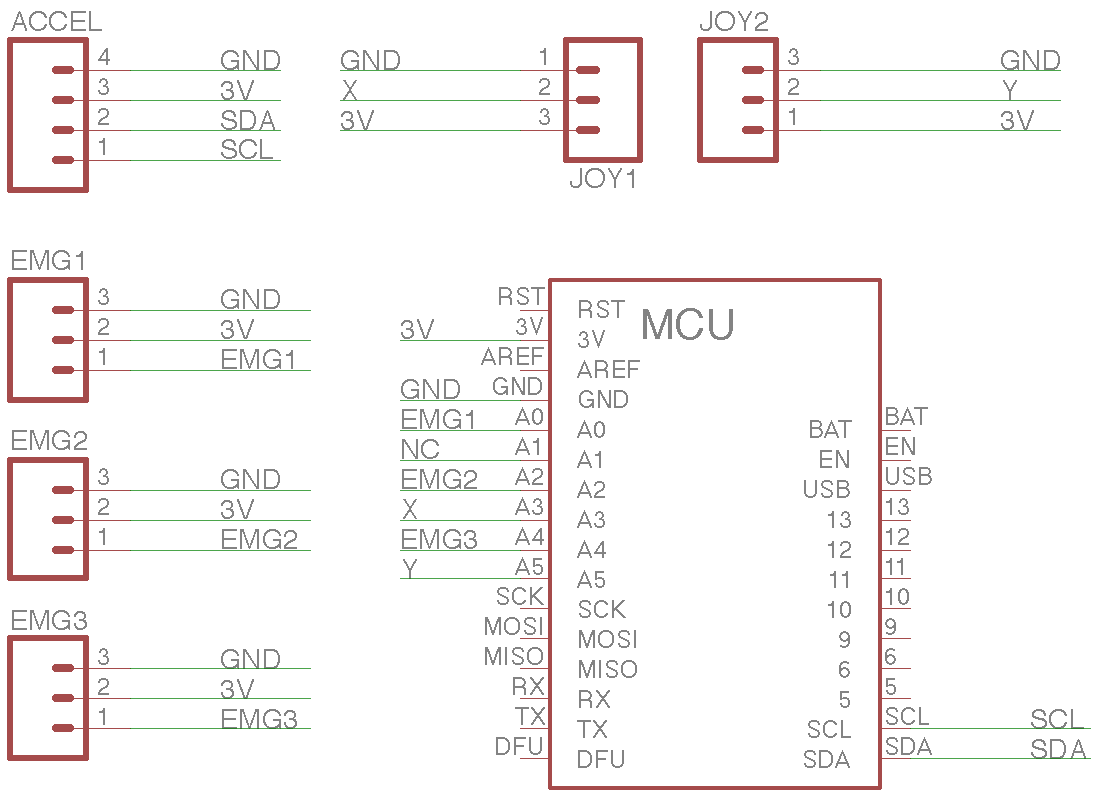 ACCEL
4 GND
3 3V
2 SDA
1 SCL
GND 1
X 2
3V 3
JOY1
JOY2
3 GND
2 Y
1 3V
EMG1
3 GND
2 3V
1 EMG1
EMG2
3 GND
2 3V
1 EMG2
EMG3
3 GND
2 3V
1 EMG3
MCU
RST RST
3V 3V 3V
AREF AREF
GND GND GND
EMG1 A0 A0
NC A1 A1
EMG2 A2 A2
X A3 A3
EMG3 A4 A4
Y A5 A5
SCK SCK
MOSI MOSI
MISO MISO
RX RX
TX TX
DFU DFU
BAT BAT
EN EN
USB USB
13 13
12 12
11 11
10 10
9 9
6 6
5 5
SCL SCL SCL
SDA SDA SDA